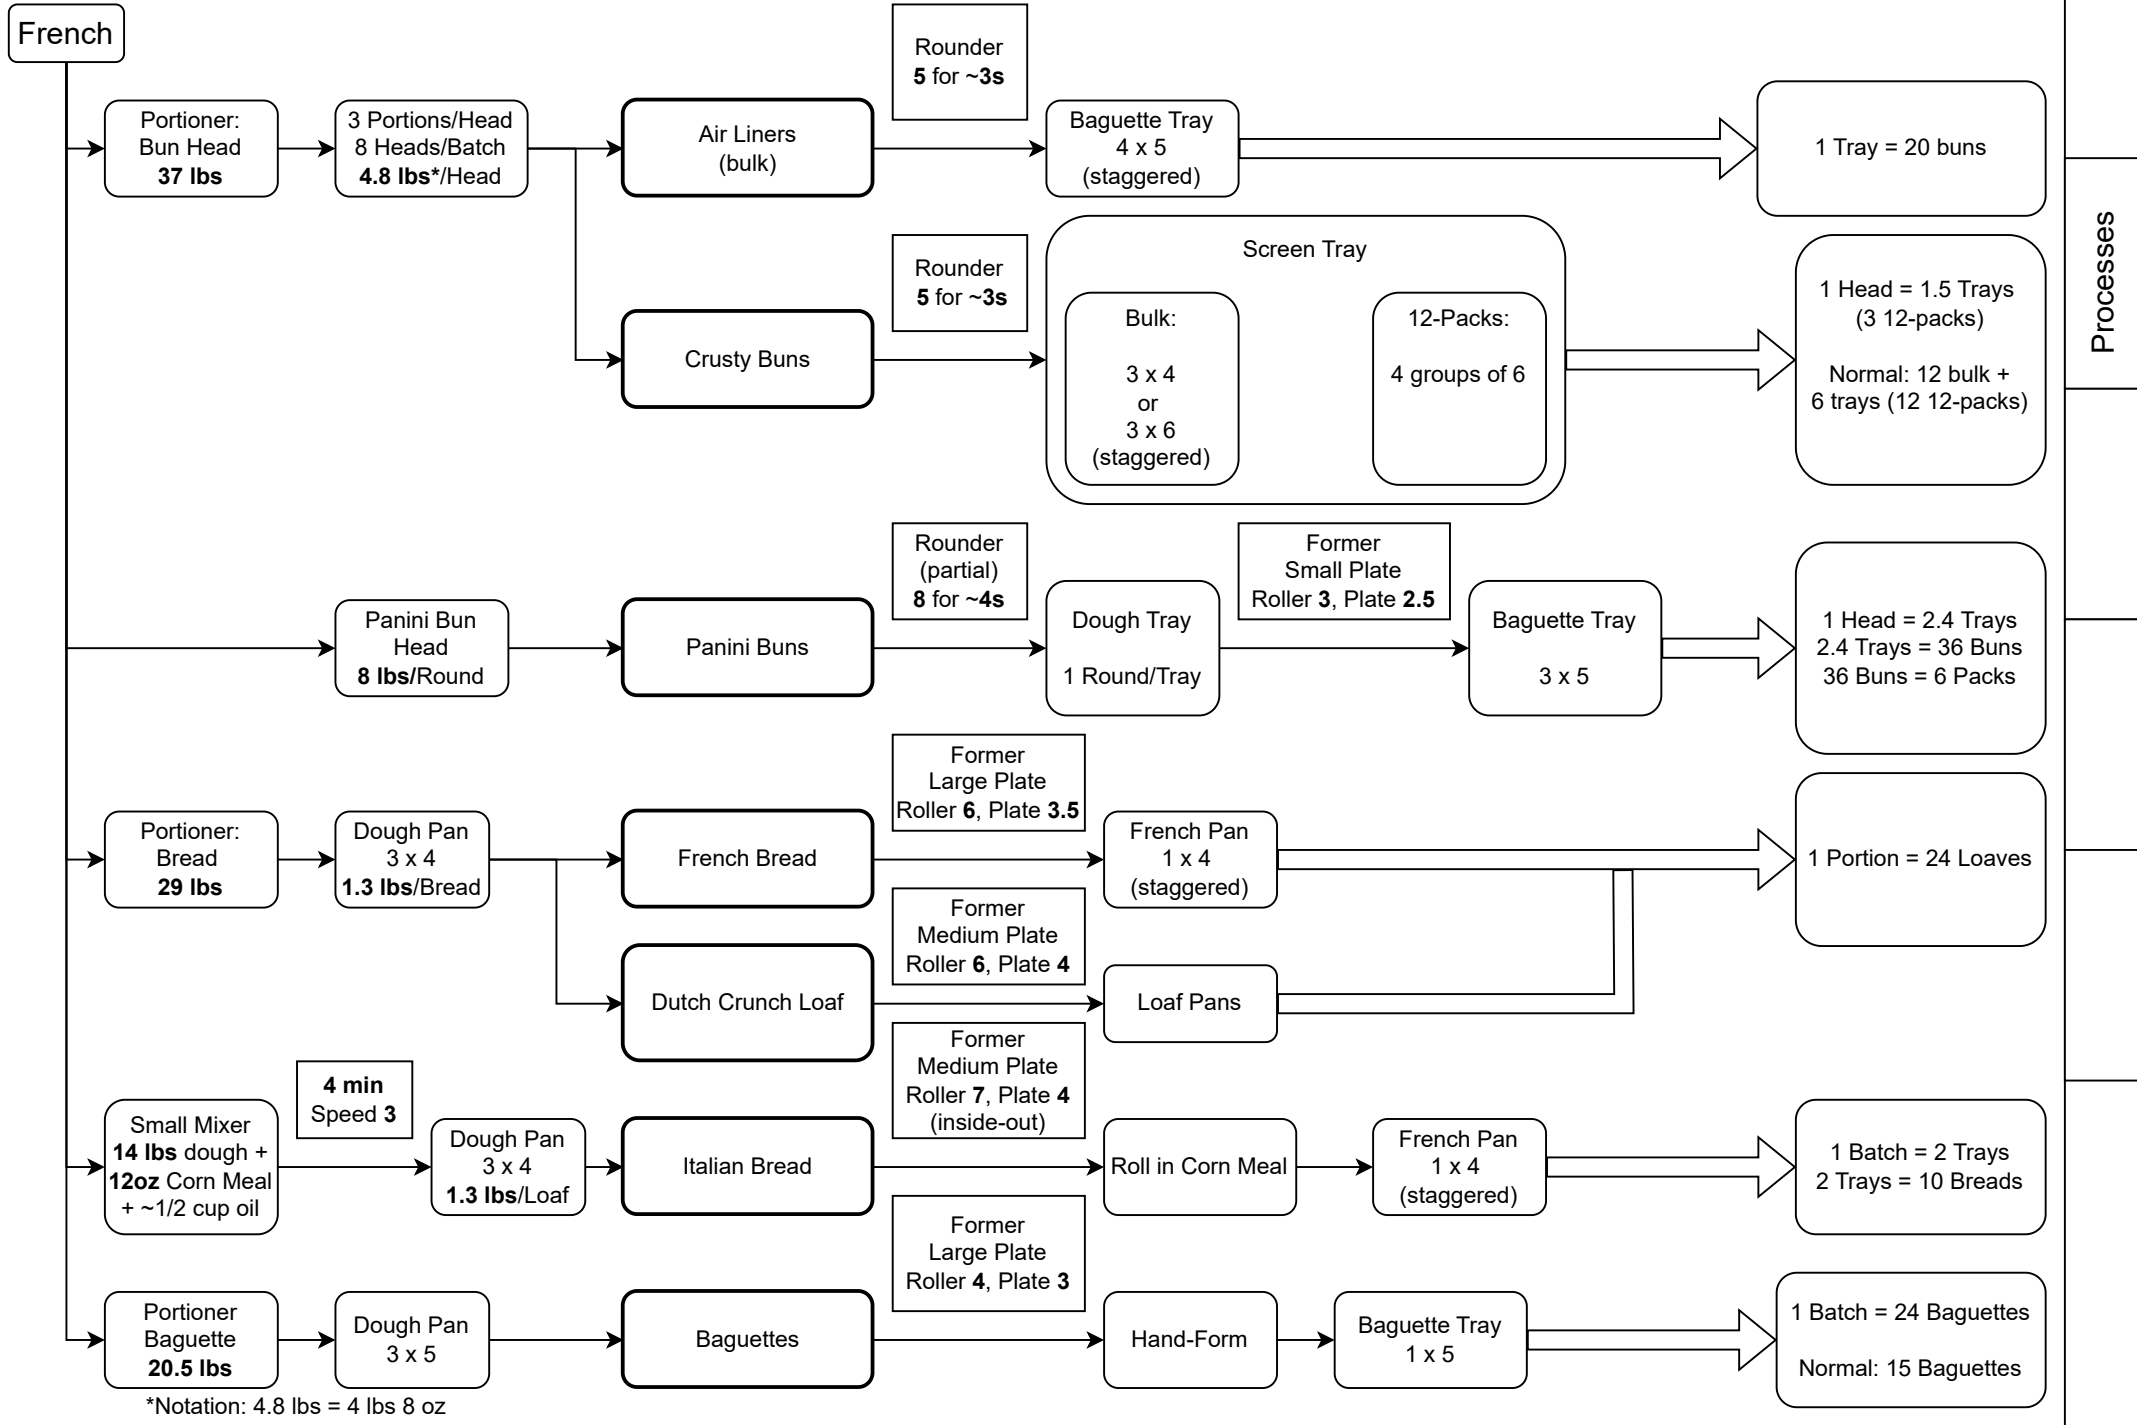 French
Portioner:
Bun Head
37 lbs
3 Portions/Head
8 Heads/Batch
4.8 lbs*/Head
Air Liners
(bulk)
Rounder
5 for ~3s
Baguette Tray
4 x 5
(staggered)
1 Tray = 20 buns
Crusty Buns
Rounder
5 for ~3s
Screen Tray
Bulk:
3 x 4
or
3 x 6
(staggered)
12-Packs:
4 groups of 6
1 Head = 1.5 Trays
(3 12-packs)
Normal: 12 bulk +
6 trays (12 12-packs)
Processes
Panini Bun
Head
8 lbs/Round
Panini Buns
Rounder
(partial)
8 for ~4s
Dough Tray
1 Round/Tray
Former
Small Plate
Roller 3, Plate 2.5
Baguette Tray
3 x 5
1 Head = 2.4 Trays
2.4 Trays = 36 Buns
36 Buns = 6 Packs
Portioner:
Bread
29 lbs
Dough Pan
3 x 4
1.3 lbs/Bread
French Bread
Former
Large Plate
Roller 6, Plate 3.5
French Pan
1 x 4
(staggered)
1 Portion = 24 Loaves
Dutch Crunch Loaf
Former
Medium Plate
Roller 6, Plate 4
Loaf Pans
Small Mixer
14 lbs dough +
12oz Corn Meal
+ ~1/2 cup oil
4 min
Speed 3
Dough Pan
3 x 4
1.3 lbs/Loaf
Italian Bread
Former
Medium Plate
Roller 7, Plate 4
(inside-out)
Roll in Corn Meal
French Pan
1 x 4
(staggered)
1 Batch = 2 Trays
2 Trays = 10 Breads
Portioner
Baguette
20.5 lbs
Dough Pan
3 x 5
Baguettes
Former
Large Plate
Roller 4, Plate 3
Hand-Form
Baguette Tray
1 x 5
1 Batch = 24 Baguettes
Normal: 15 Baguettes
*Notation: 4.8 lbs = 4 lbs 8 oz